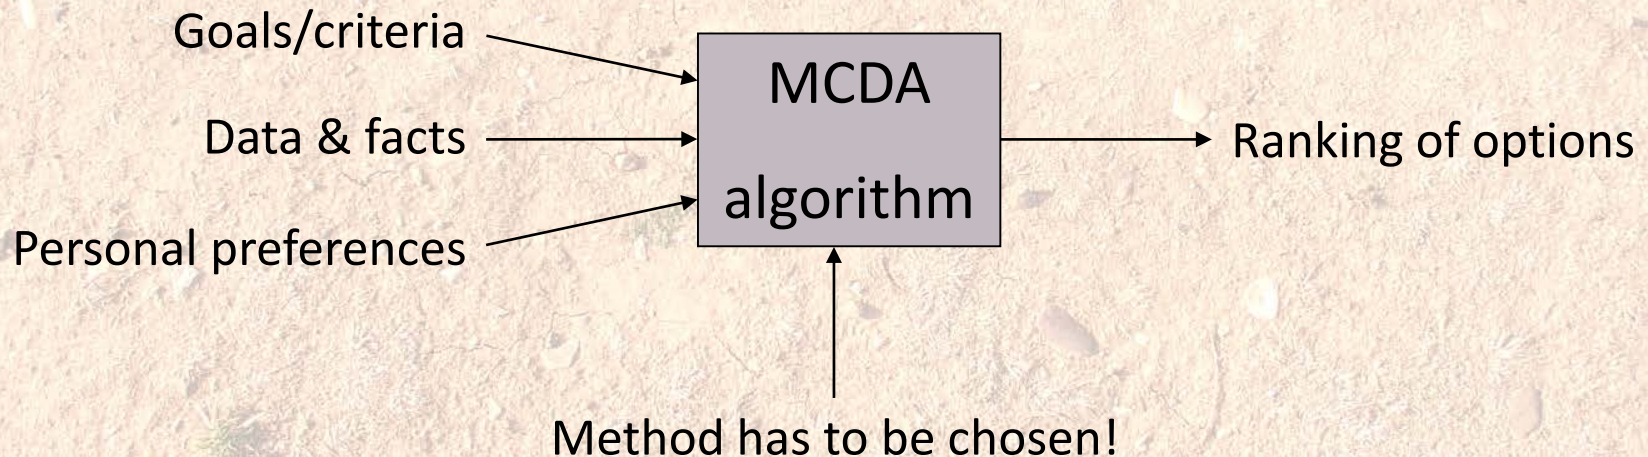 Goals/criteria
Data & facts
Personal preferences
MCDA
algorithm
Ranking of options
Method has to be chosen!